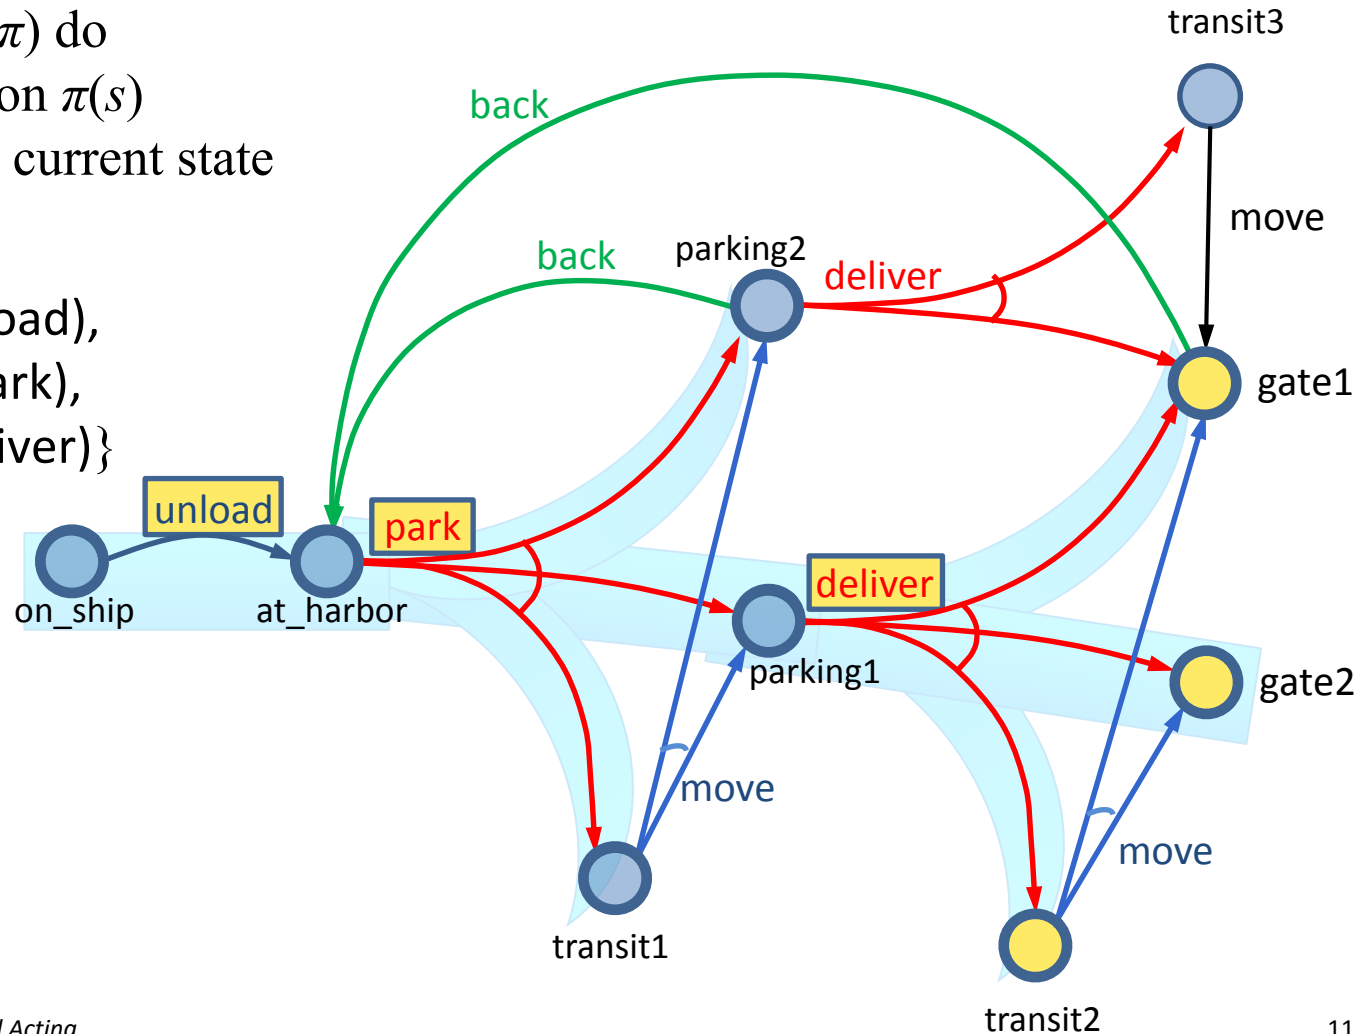 π) do
on π(s)
current state
oad),
ark),
iver)}
transit3
back
move
parking2
back
deliver
gate1
unload
park
deliver
on_ship
at_harbor
parking1
gate2
move
move
transit1
transit2
d Acting
11